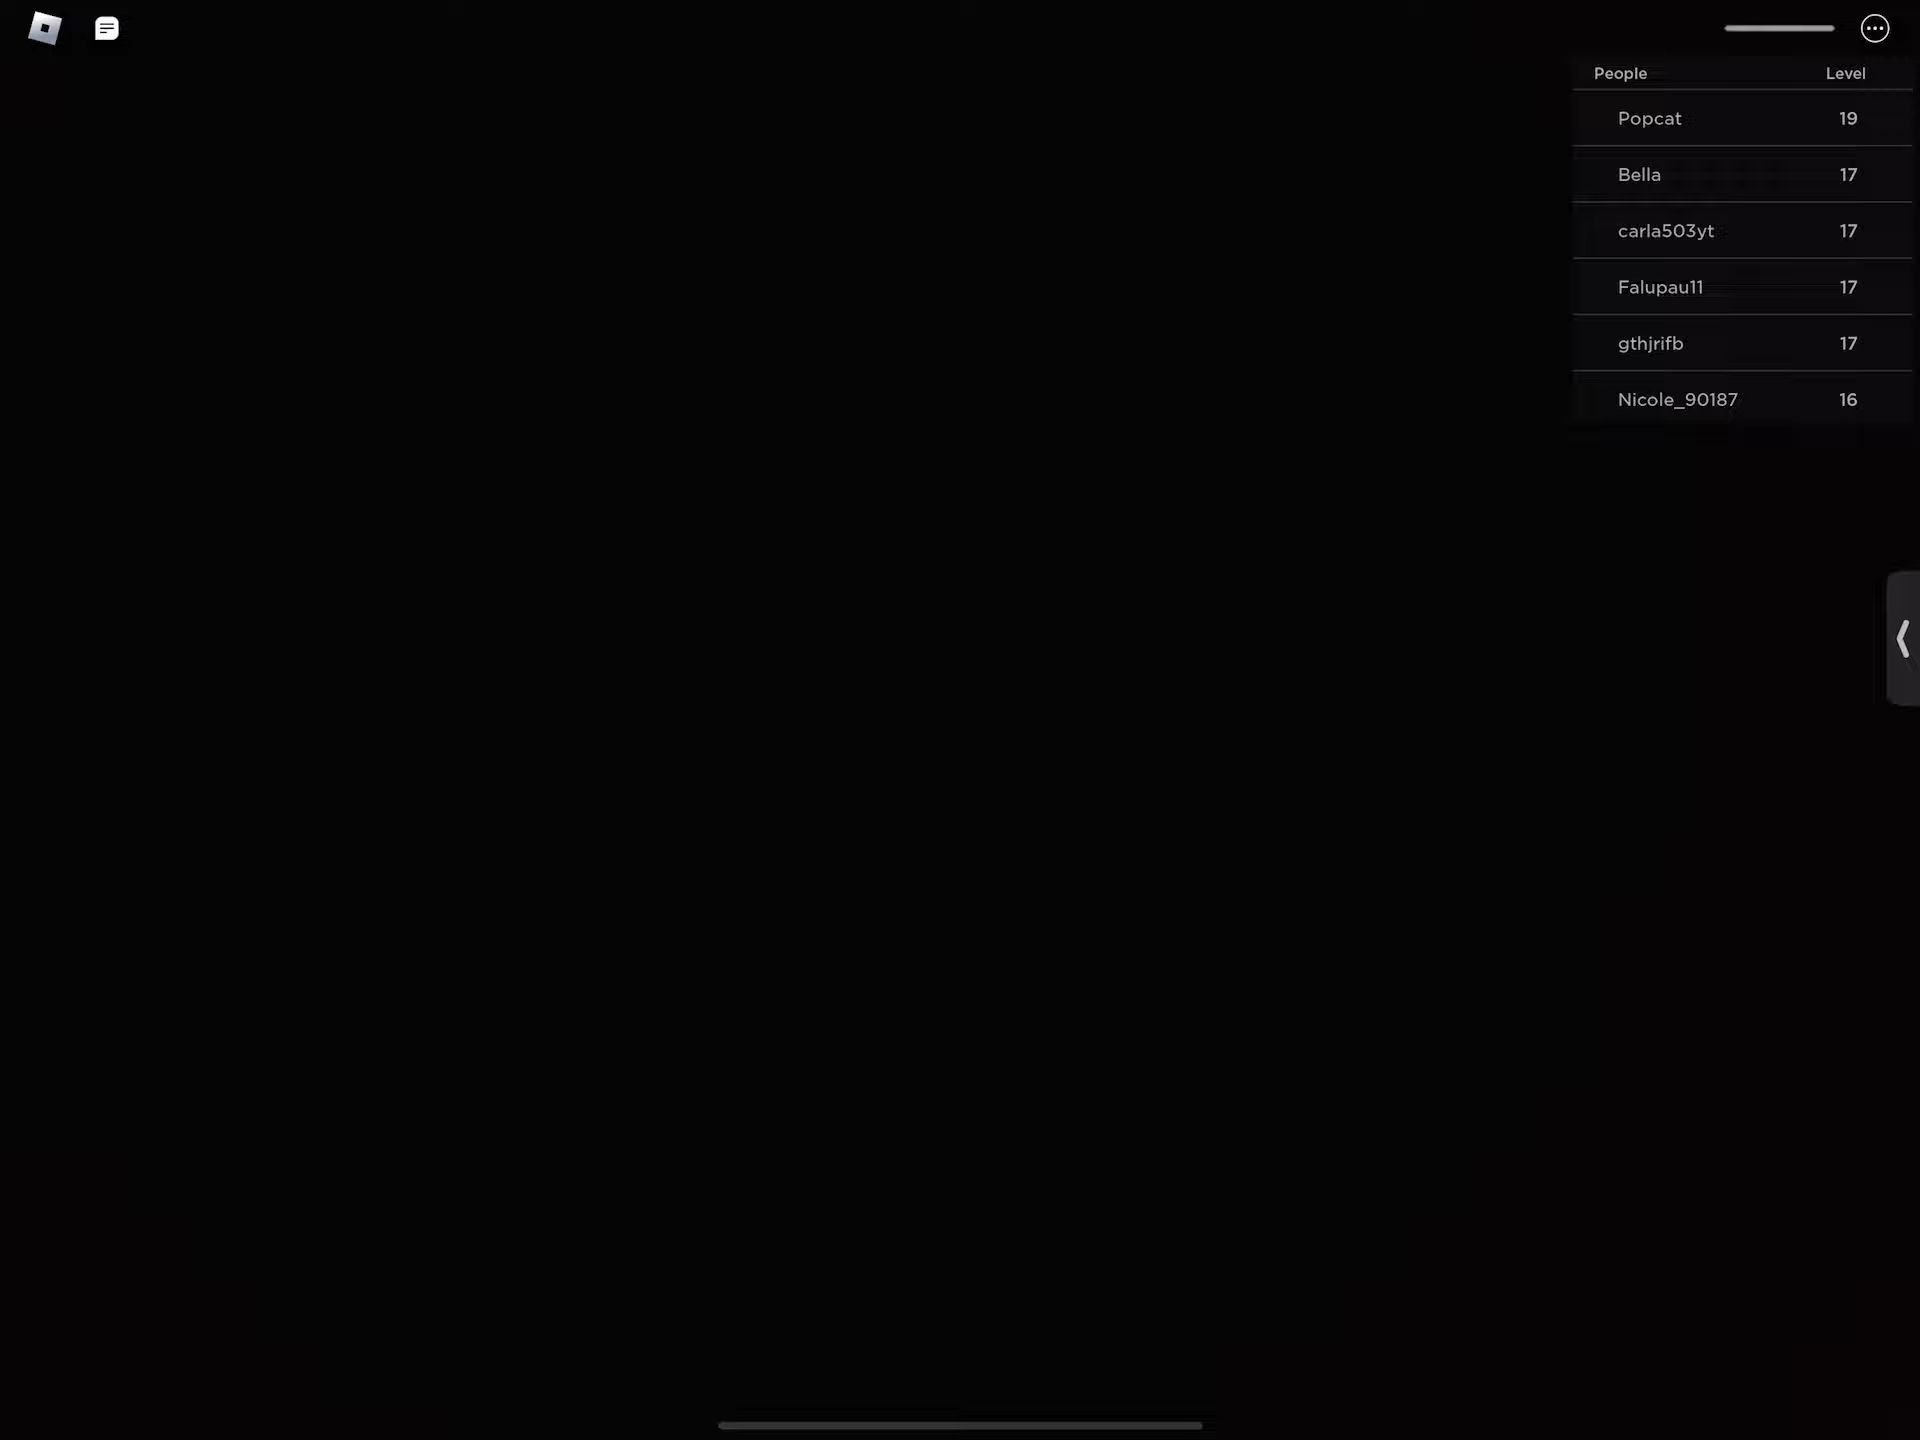 People Level
Popcat 19
Bella 17
carla503yt 17
Falupau11 17
gthjrifb 17
Nicole_90187 16